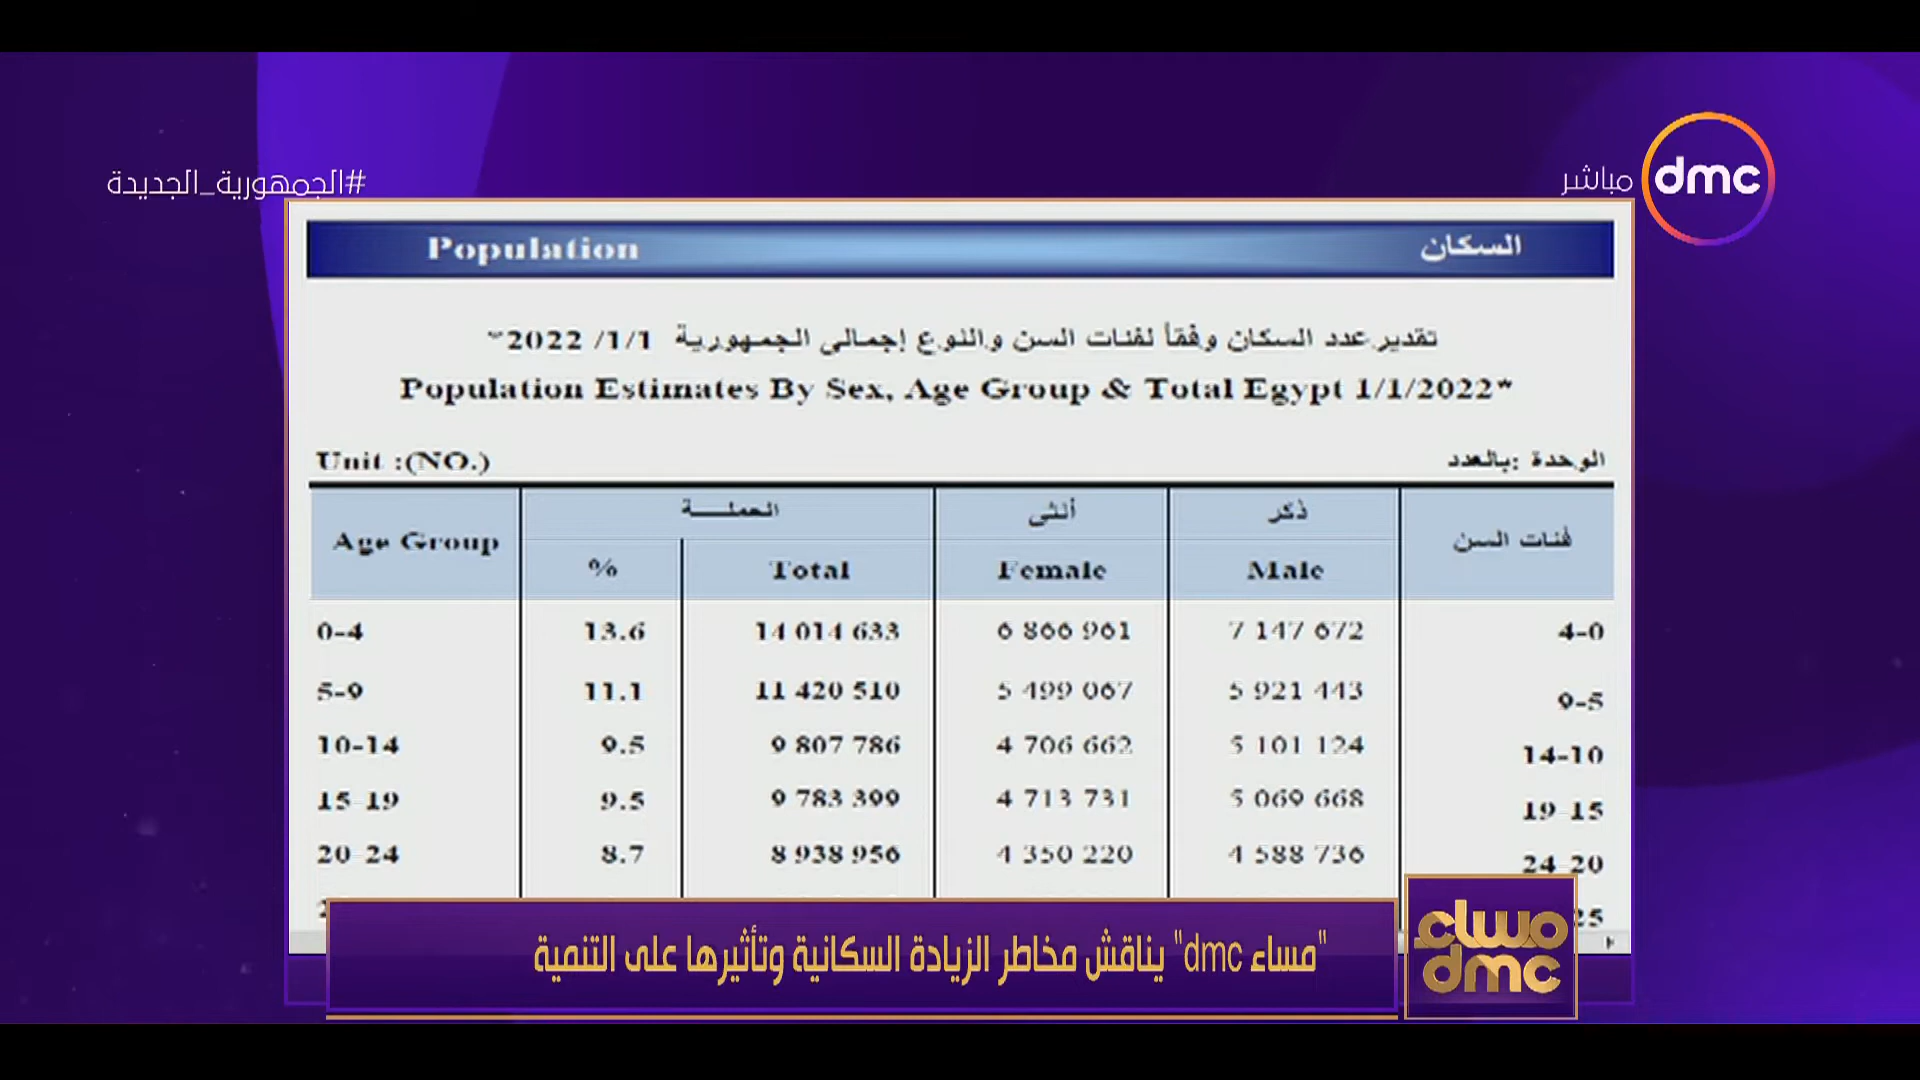 #الجمهورية_الجديدة
مباشر dmc
Population السكان
تقدير عدد السكان وفقاً لفئات السن والنوع إجمالى الجمهورية 1/1/ 2022*
Population Estimates By Sex, Age Group & Total Egypt 1/1/2022*
Unit :(NO.) الوحدة :بالعدد
Age Group الجملـــة أنثى ذكر فئات السن
% Total Female Male
0-4 13.6 14 014 633 6 866 961 7 147 672 4-0
5-9 11.1 11 420 510 5 499 067 5 921 443 9-5
10-14 9.5 9 807 786 4 706 662 5 101 124 14-10
15-19 9.5 9 783 399 4 713 731 5 069 668 19-15
20-24 8.7 8 938 956 4 350 220 4 588 736 24-20
"مساء dmc" يناقش مخاطر الزيادة السكانية وتأثيرها على التنمية
مساء
dmc